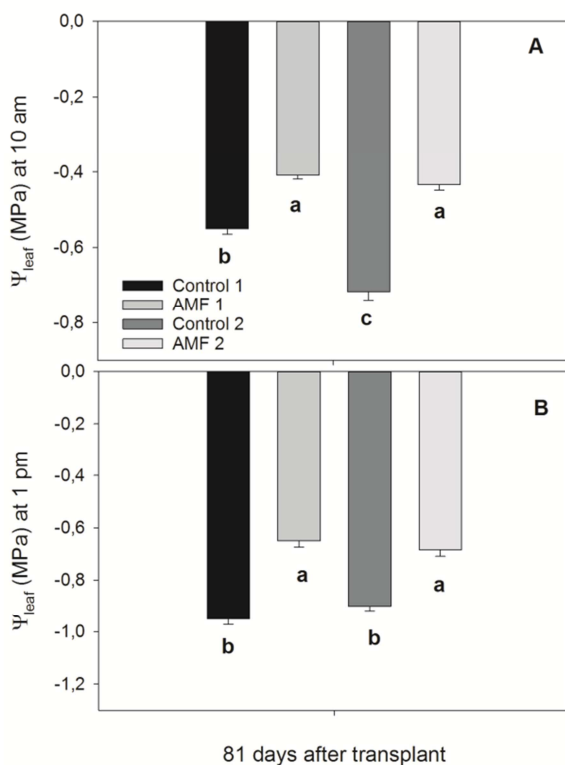 0,0
A
-0,2
-0,4
-0,6
-0,8
Ψleaf (MPa) at 10 am
b
a
c
a
Control 1
AMF 1
Control 2
AMF 2
0,0
B
-0,2
-0,4
-0,6
-0,8
-1,0
-1,2
Ψleaf (MPa) at 1 pm
b
a
b
a
81 days after transplant